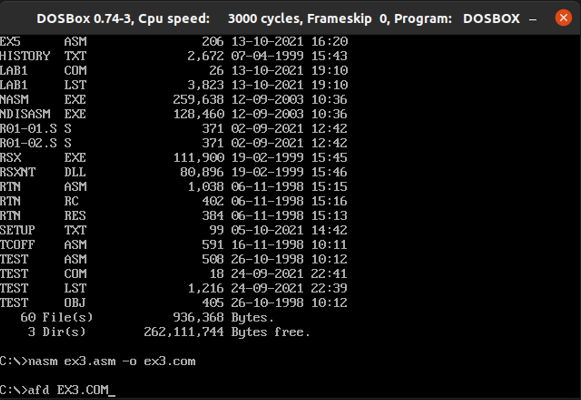 DOSBox 0.74-3, Cpu speed: 3000 cycles, Frameskip 0, Program: DOSBOX
EX5 ASM 206 13-10-2021 16:20
HISTORY TXT 2,672 07-04-1999 15:43
LAB1 COM 26 13-10-2021 19:10
LAB1 LST 3,823 13-10-2021 19:10
NASM EXE 259,638 12-09-2003 10:36
NDISASM EXE 128,460 12-09-2003 10:36
R01-01.S S 371 02-09-2021 12:42
R01-02.S S 371 02-09-2021 12:42
RSX EXE 111,900 19-02-1999 15:45
RSXNT DLL 80,896 19-02-1999 15:46
RTN ASM 1,038 06-11-1998 15:15
RTN RC 402 06-11-1998 15:16
RTN RES 384 06-11-1998 15:13
SETUP TXT 99 05-10-2021 14:42
TCOFF ASM 591 16-11-1998 10:11
TEST ASM 508 26-10-1998 10:12
TEST COM 18 24-09-2021 22:41
TEST LST 1,216 24-09-2021 22:39
TEST OBJ 405 26-10-1998 10:12
60 File(s) 936,368 Bytes.
3 Dir(s) 262,111,744 Bytes free.
C:\>nasm ex3.asm -o ex3.com
C:\>afd EX3.COM_